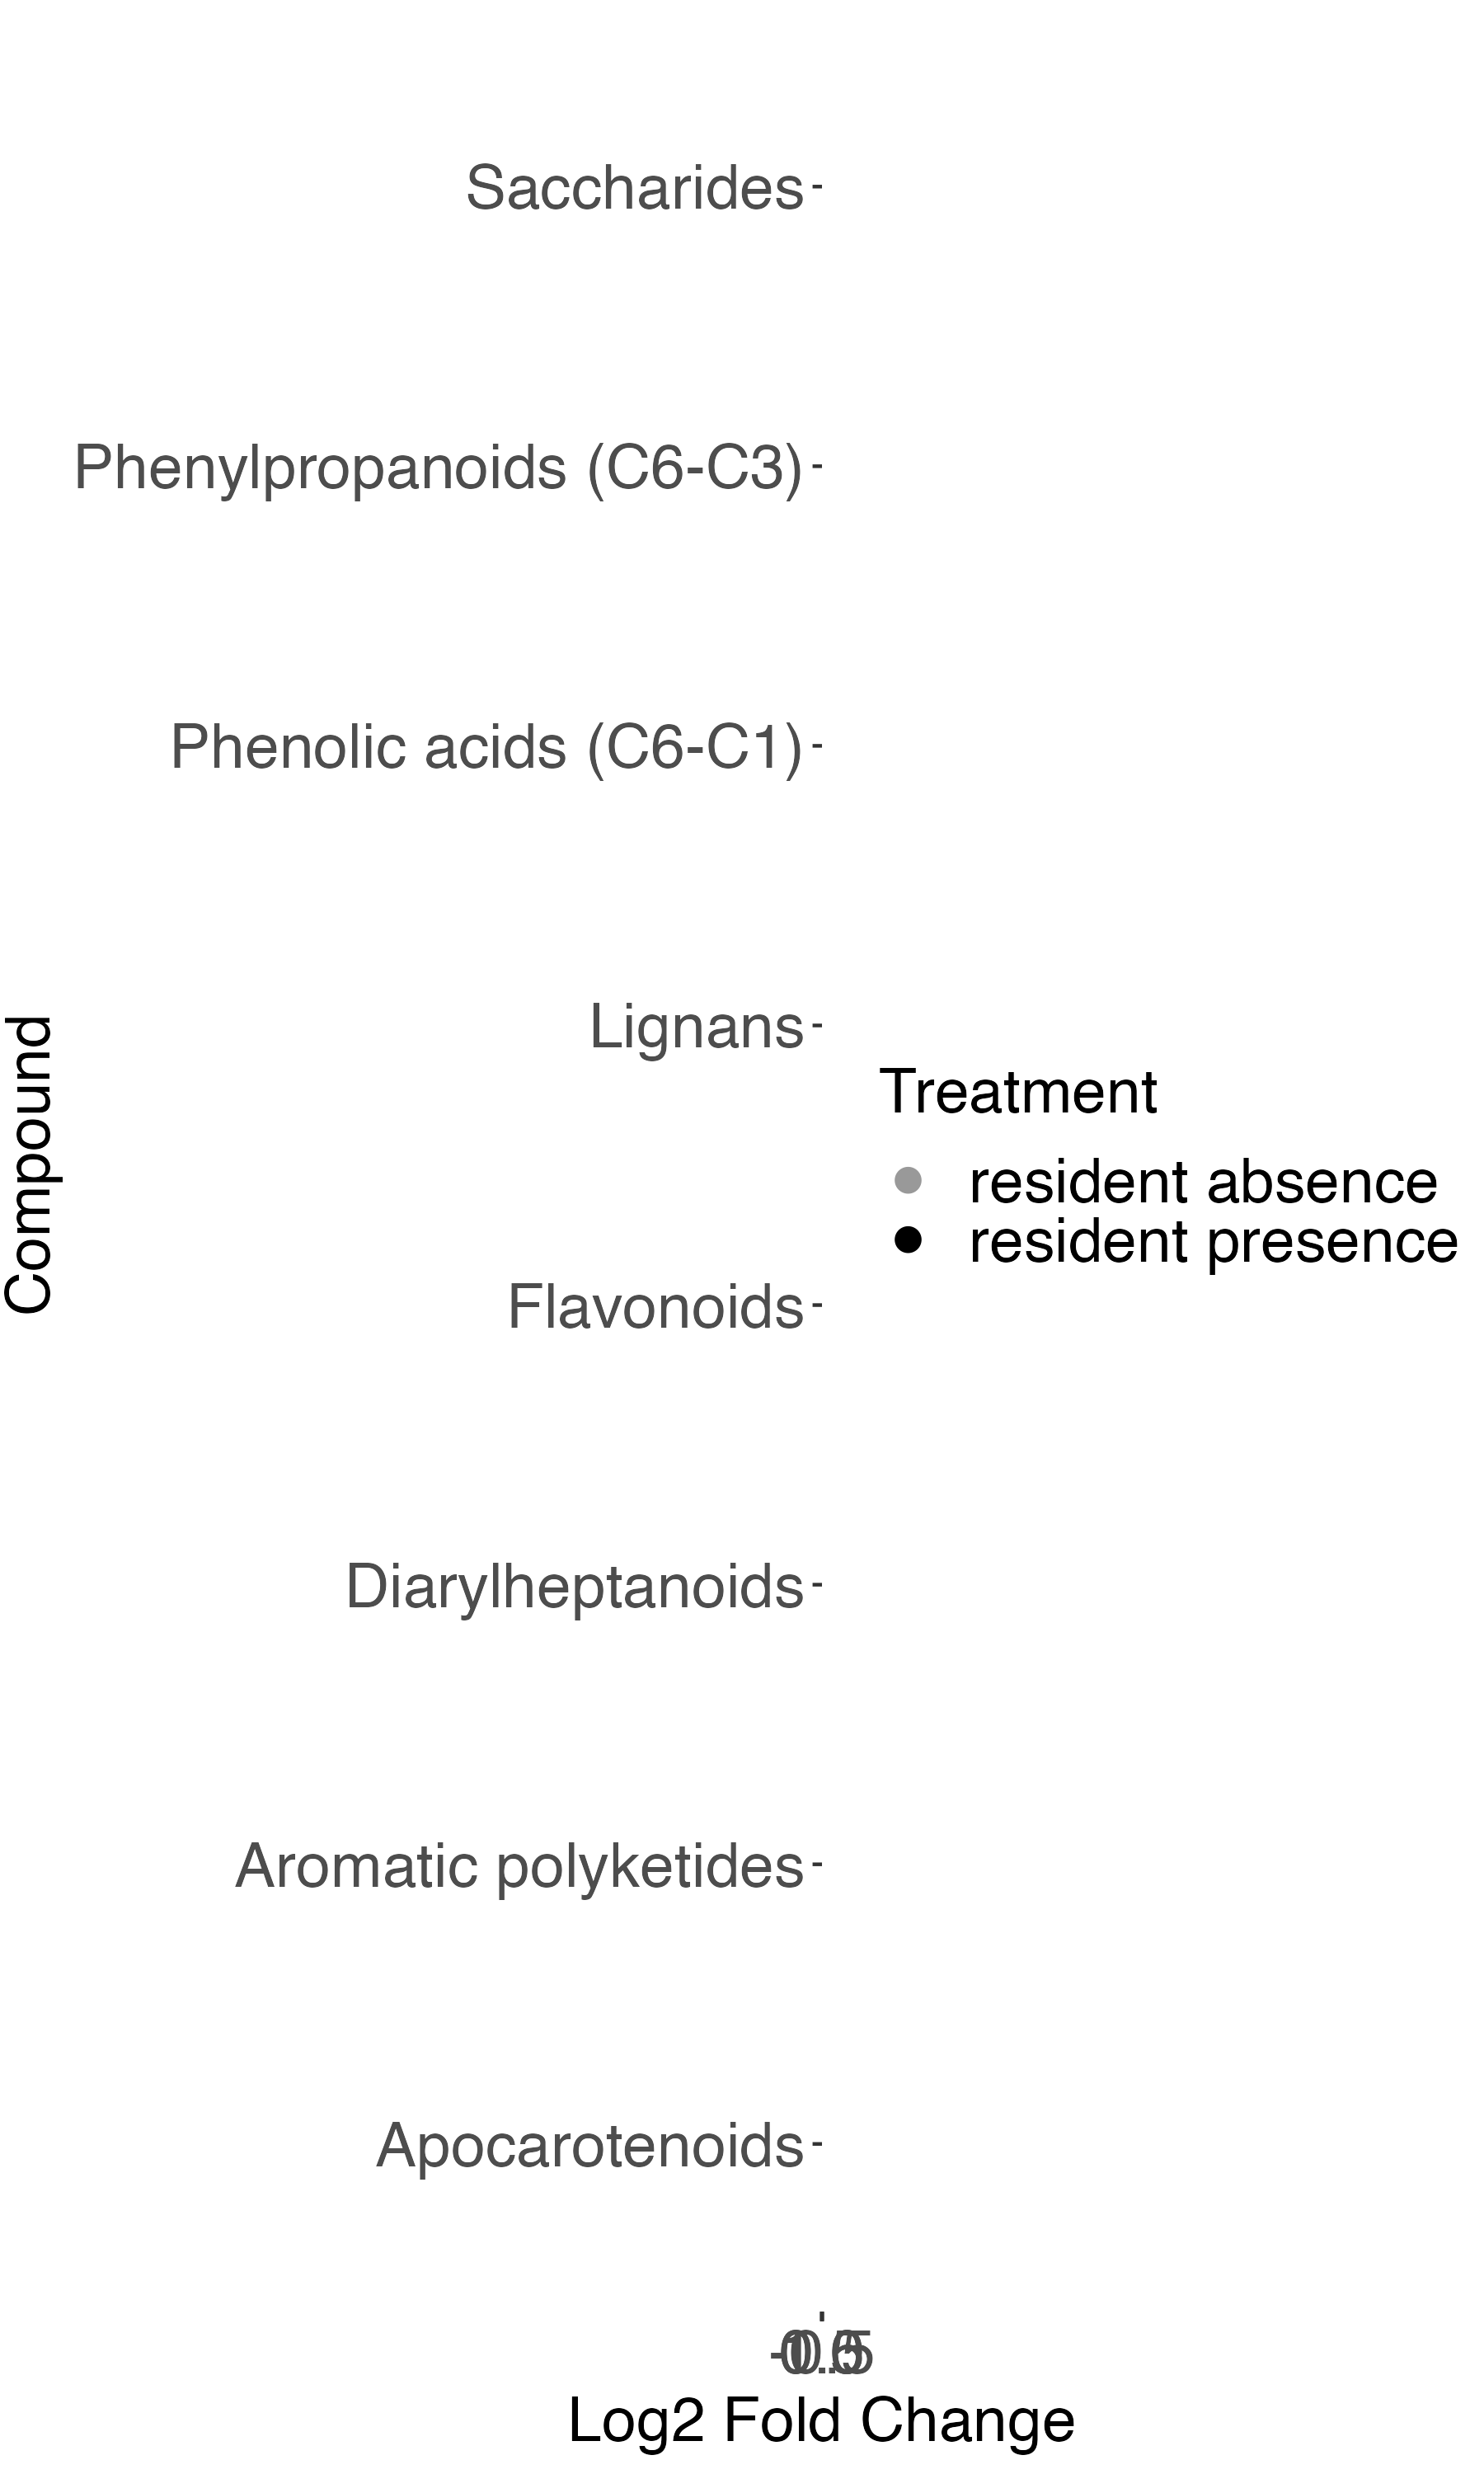 Saccharides
Phenylpropanoids (C6-C3)
Phenolic acids (C6-C1)
Lignans
Flavonoids
Diarylheptanoids
Aromatic polyketides
Apocarotenoids
Compound
Treatment
resident absence
resident presence
Log2 Fold Change